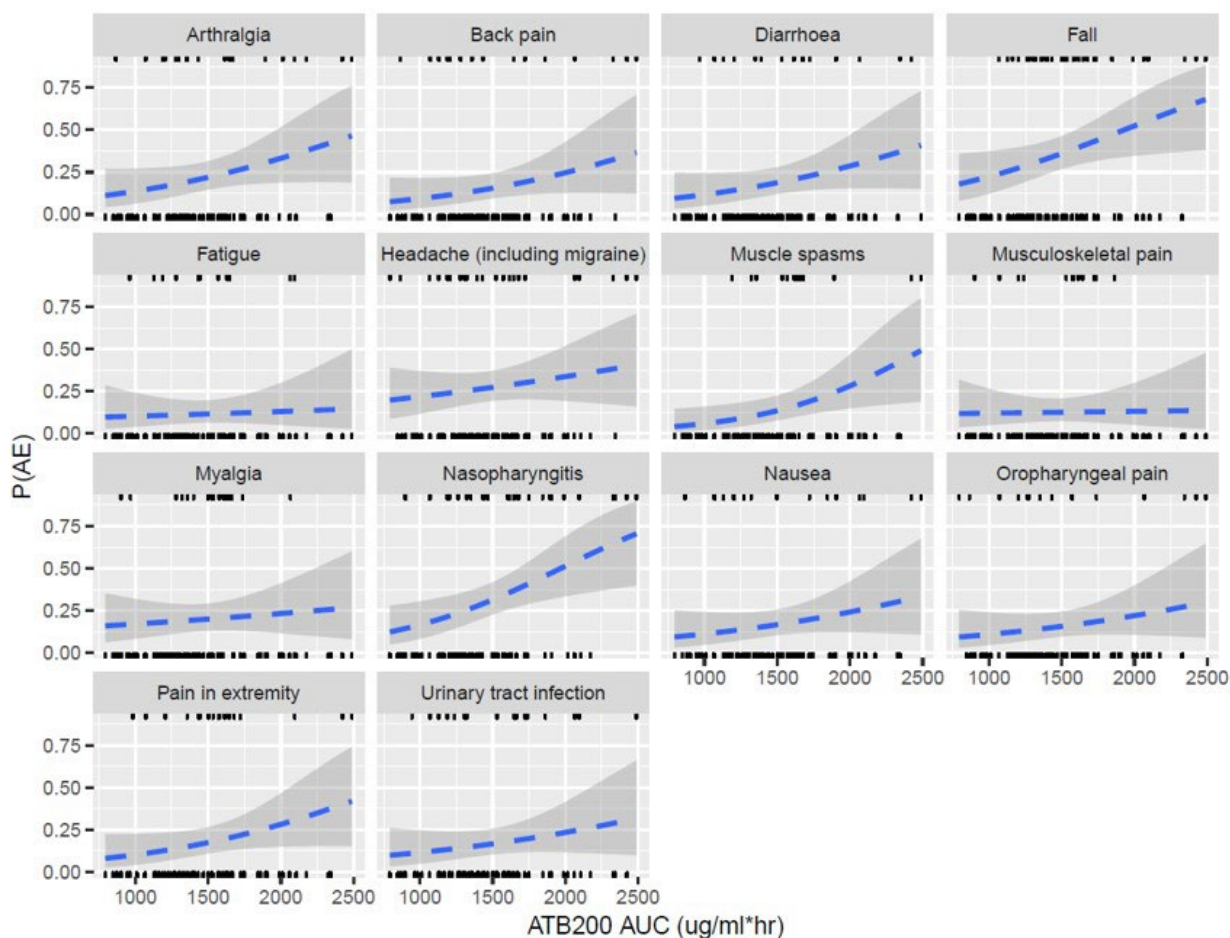 Arthralgia Back pain Diarrhoea Fall
0.75
0.50
0.25
0.00
Fatigue Headache (including migraine) Muscle spasms Musculoskeletal pain
0.75
0.50
0.25
0.00
P(AE)
Myalgia Nasopharyngitis Nausea Oropharyngeal pain
0.75
0.50
0.25
0.00
1000 1500 2000 2500 1000 1500 2000 2500
Pain in extremity Urinary tract infection
0.75
0.50
0.25
0.00
1000 1500 2000 2500 1000 1500 2000 2500
ATB200 AUC (ug/ml*hr)